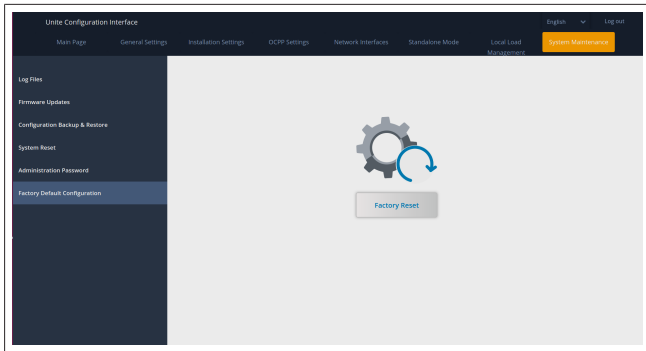 Unite Configuration Interface
English
Log out
Main Page
General Settings
Installation Settings
OCPP Settings
Network Interfaces
Standalone Mode
Local Load
Management
System Maintenance
Log Files
Firmware Updates
Configuration Backup & Restore
System Reset
Administration Password
Factory Default Configuration
Factory Reset